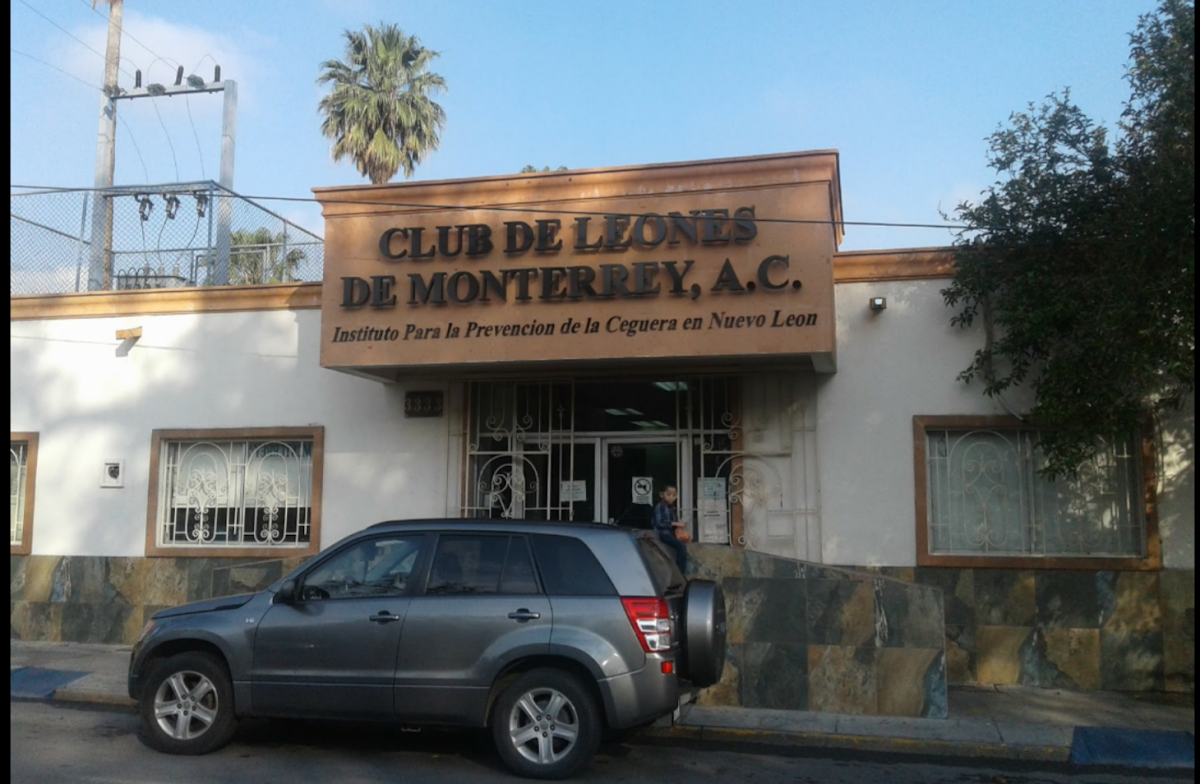 CLUB DE LEONES
DE MONTERREY, A.C.
Instituto Para la Prevencion de la Ceguera en Nuevo Leon
3333